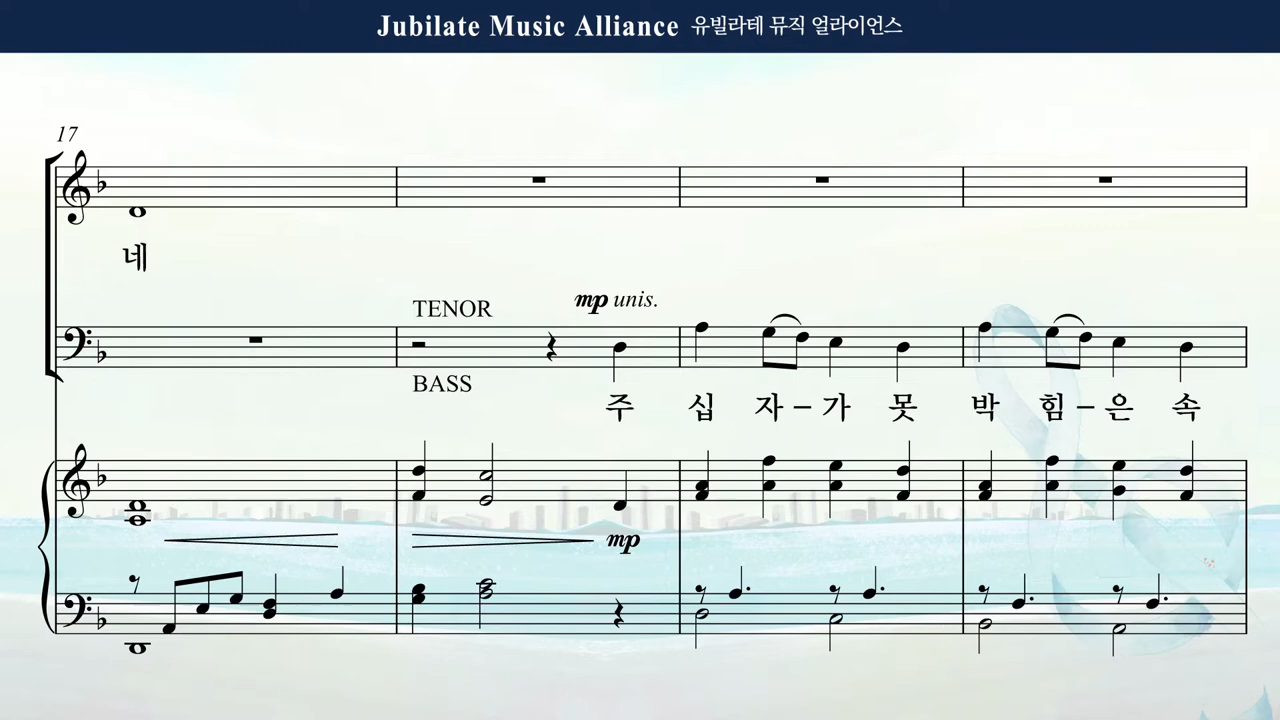 Jubilate Music Alliance 유빌라테 뮤직 얼라이언스
17
네
TENOR
mp unis.
BASS
주 십 자 – 가 못 박 힘 – 은 속
mp